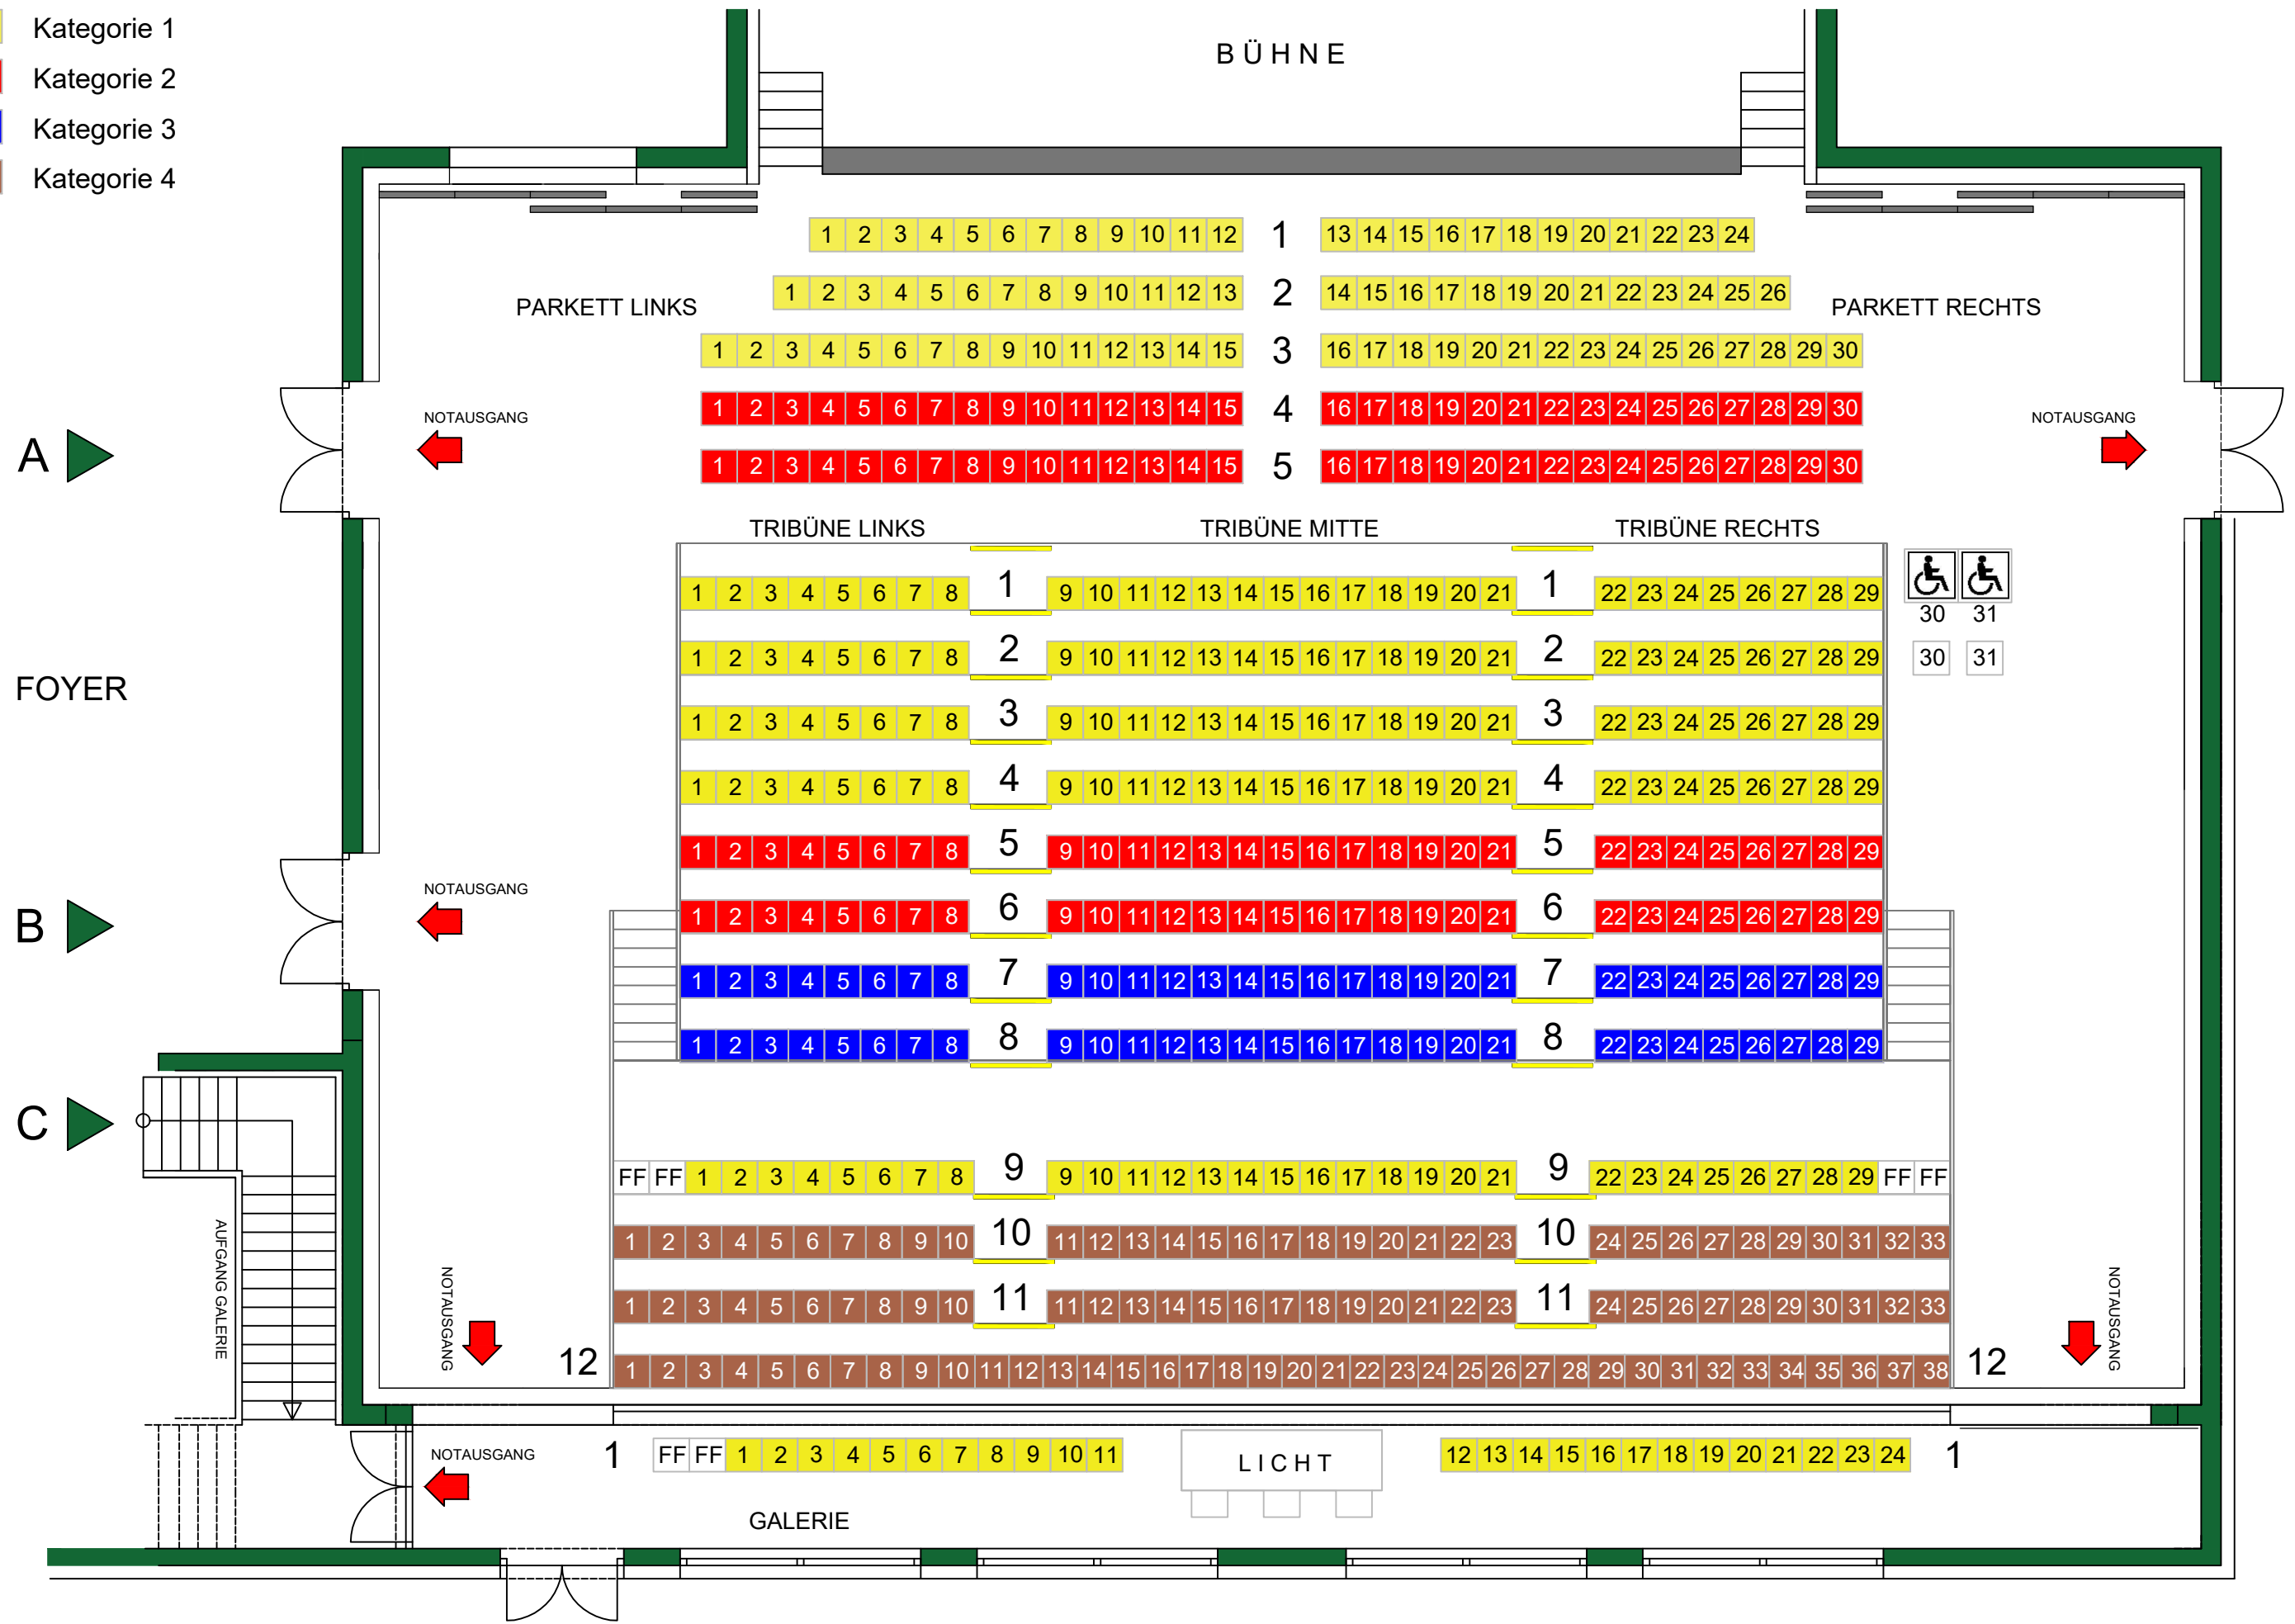 Kategorie 1
Kategorie 2
Kategorie 3
Kategorie 4
BÜHNE
1 2 3 4 5 6 7 8 9 10 11 12 1 13 14 15 16 17 18 19 20 21 22 23 24
1 2 3 4 5 6 7 8 9 10 11 12 13 2 14 15 16 17 18 19 20 21 22 23 24 25 26
PARKETT LINKS PARKETT RECHTS
1 2 3 4 5 6 7 8 9 10 11 12 13 14 15 3 16 17 18 19 20 21 22 23 24 25 26 27 28 29 30
1 2 3 4 5 6 7 8 9 10 11 12 13 14 15 4 16 17 18 19 20 21 22 23 24 25 26 27 28 29 30
NOTAUSGANG NOTAUSGANG
A
1 2 3 4 5 6 7 8 9 10 11 12 13 14 15 5 16 17 18 19 20 21 22 23 24 25 26 27 28 29 30
TRIBÜNE LINKS TRIBÜNE MITTE TRIBÜNE RECHTS
1 2 3 4 5 6 7 8 1 9 10 11 12 13 14 15 16 17 18 19 20 21 1 22 23 24 25 26 27 28 29
30 31
1 2 3 4 5 6 7 8 2 9 10 11 12 13 14 15 16 17 18 19 20 21 2 22 23 24 25 26 27 28 29 30 31
FOYER
1 2 3 4 5 6 7 8 3 9 10 11 12 13 14 15 16 17 18 19 20 21 3 22 23 24 25 26 27 28 29
1 2 3 4 5 6 7 8 4 9 10 11 12 13 14 15 16 17 18 19 20 21 4 22 23 24 25 26 27 28 29
1 2 3 4 5 6 7 8 5 9 10 11 12 13 14 15 16 17 18 19 20 21 5 22 23 24 25 26 27 28 29
NOTAUSGANG
B
1 2 3 4 5 6 7 8 6 9 10 11 12 13 14 15 16 17 18 19 20 21 6 22 23 24 25 26 27 28 29
1 2 3 4 5 6 7 8 7 9 10 11 12 13 14 15 16 17 18 19 20 21 7 22 23 24 25 26 27 28 29
1 2 3 4 5 6 7 8 8 9 10 11 12 13 14 15 16 17 18 19 20 21 8 22 23 24 25 26 27 28 29
C
FF FF 1 2 3 4 5 6 7 8 9 9 10 11 12 13 14 15 16 17 18 19 20 21 9 22 23 24 25 26 27 28 29 FF FF
1 2 3 4 5 6 7 8 9 10 10 11 12 13 14 15 16 17 18 19 20 21 22 23 10 24 25 26 27 28 29 30 31 32 33
AUFGANG GALERIE
1 2 3 4 5 6 7 8 9 10 11 11 12 13 14 15 16 17 18 19 20 21 22 23 11 24 25 26 27 28 29 30 31 32 33
NOTAUSGANG
NOTAUSGANG
12 1 2 3 4 5 6 7 8 9 10 11 12 13 14 15 16 17 18 19 20 21 22 23 24 25 26 27 28 29 30 31 32 33 34 35 36 37 38 12
NOTAUSGANG
1 FF FF 1 2 3 4 5 6 7 8 9 10 11 LICHT 12 13 14 15 16 17 18 19 20 21 22 23 24 1
GALERIE